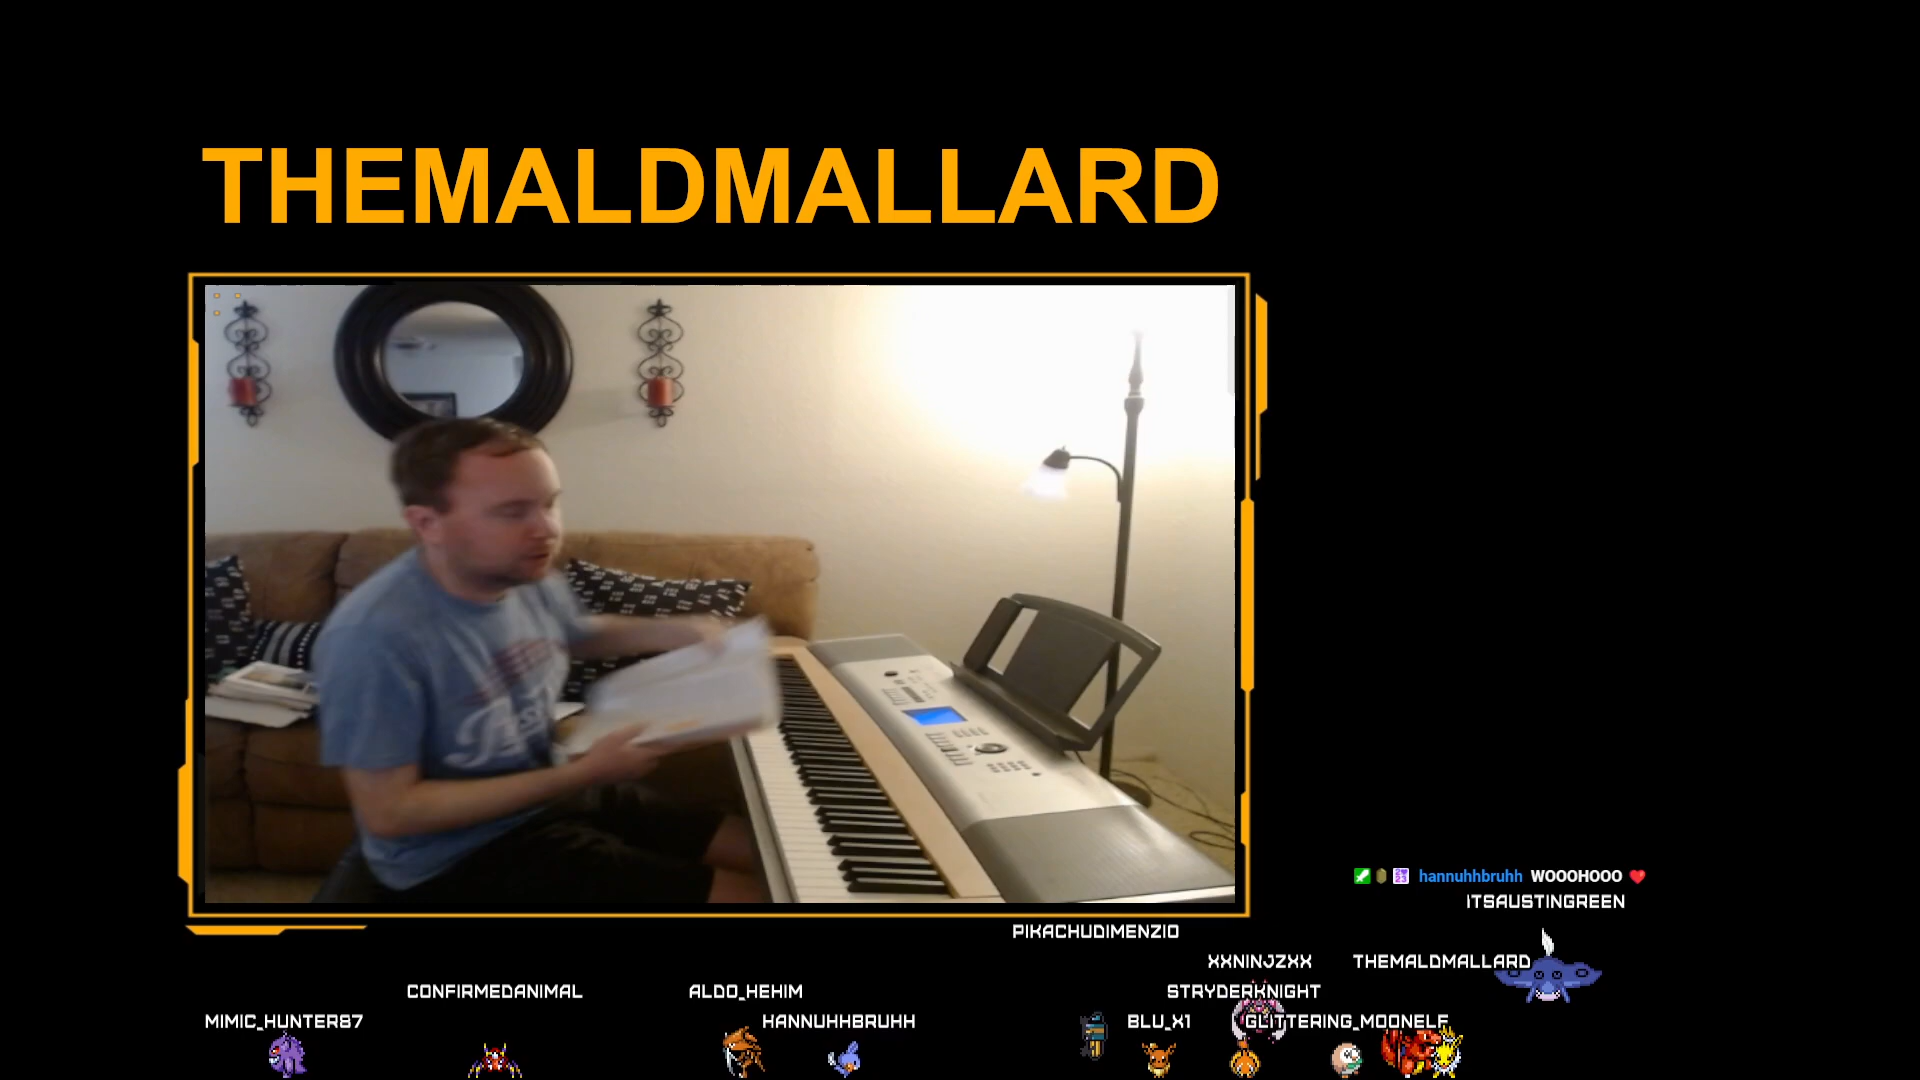 THEMALDMALLARD
hannuhhbruhh WOOOHOOO
ITSAUSTINGREEN
PIKACHUDIMENZIO
XXNINJZXX THEMALDMALLARD
CONFIRMEDANIMAL ALDO_HEHIM STRYDERKNIGHT
MIMIC_HUNTER87 HANNUHHBRUHH BLU_X1 GLITTERING_MOONELF